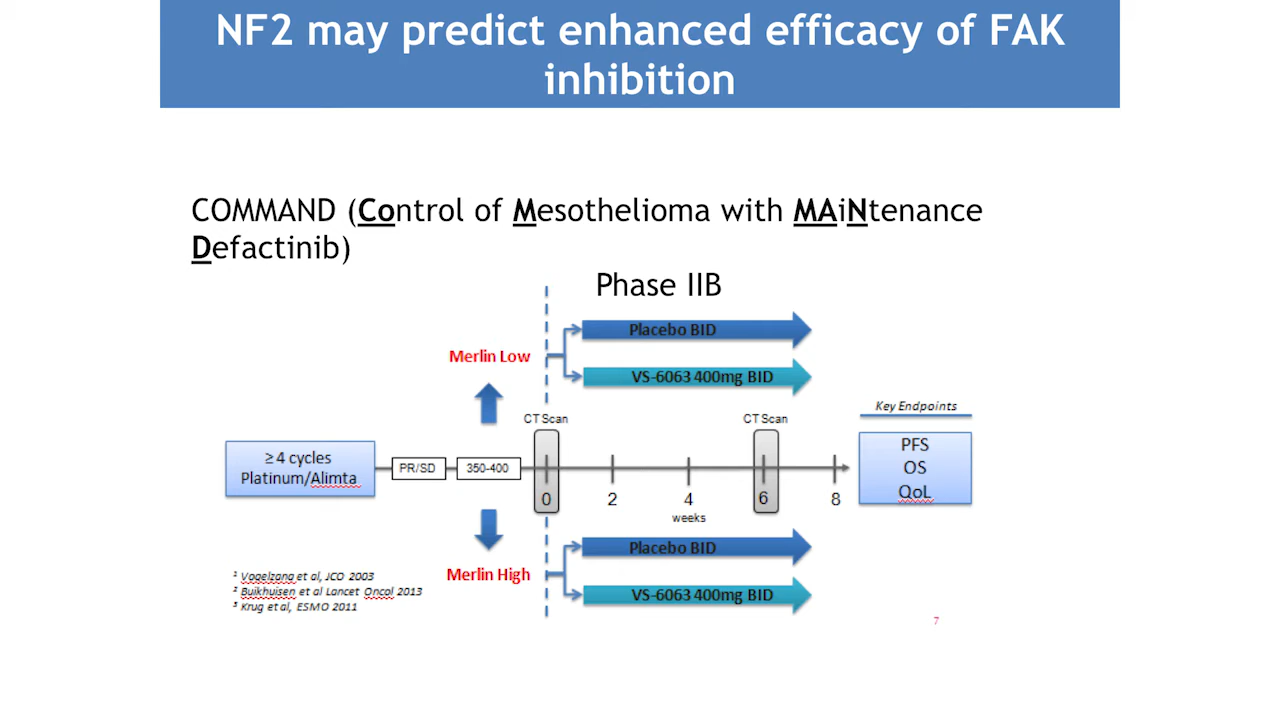 NF2 may predict enhanced efficacy of FAK
inhibition
COMMAND (Control of Mesothelioma with MAiNtenance
Defactinib)
Phase IIB
Placebo BID
Merlin Low
VS-6063 400mg BID
Key Endpoints
CT Scan
CT Scan
≥ 4 cycles
Platinum/Alimta
PR/SD
350-400
PFS
OS
QoL
0
2
4
6
8
weeks
Placebo BID
Merlin High
VS-6063 400mg BID
1 Vogelzang et al, JCO 2003
2 Buikhuisen et al Lancet Oncol 2013
3 Krug et al, ESMO 2011
7